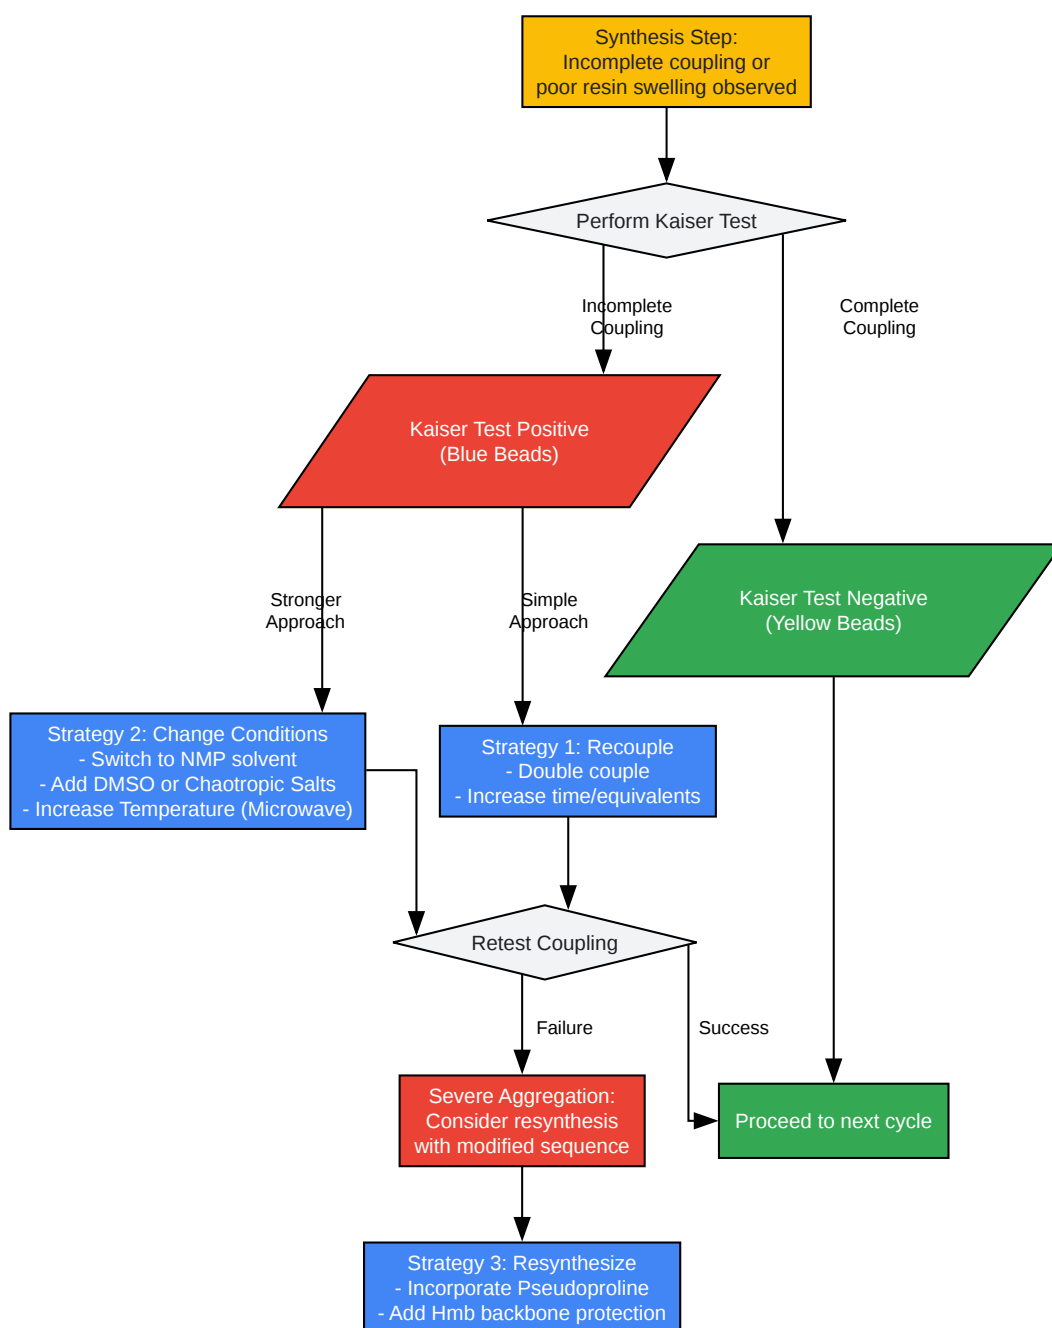 Synthesis Step:
Incomplete coupling or
poor resin swelling observed
Perform Kaiser Test
Incomplete
Coupling
Complete
Coupling
Kaiser Test Positive
(Blue Beads)
Kaiser Test Negative
(Yellow Beads)
Stronger
Approach
Simple
Approach
Strategy 2: Change Conditions
- Switch to NMP solvent
- Add DMSO or Chaotropic Salts
- Increase Temperature (Microwave)
Strategy 1: Recouple
- Double couple
- Increase time/equivalents
Retest Coupling
Failure
Success
Severe Aggregation:
Consider resynthesis
with modified sequence
Proceed to next cycle
Strategy 3: Resynthesize
- Incorporate Pseudoproline
- Add Hmb backbone protection